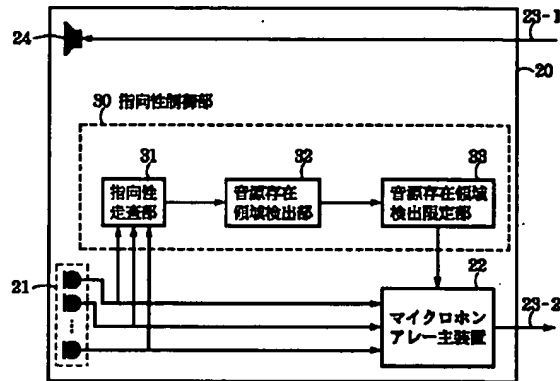 23-1
24
20
30 指向性制御部
31
32
33
指向性
走査部
音源存在
領域検出部
音源存在領域
検出限定部
21
22
マイクロホン
アレー主装置
23-2